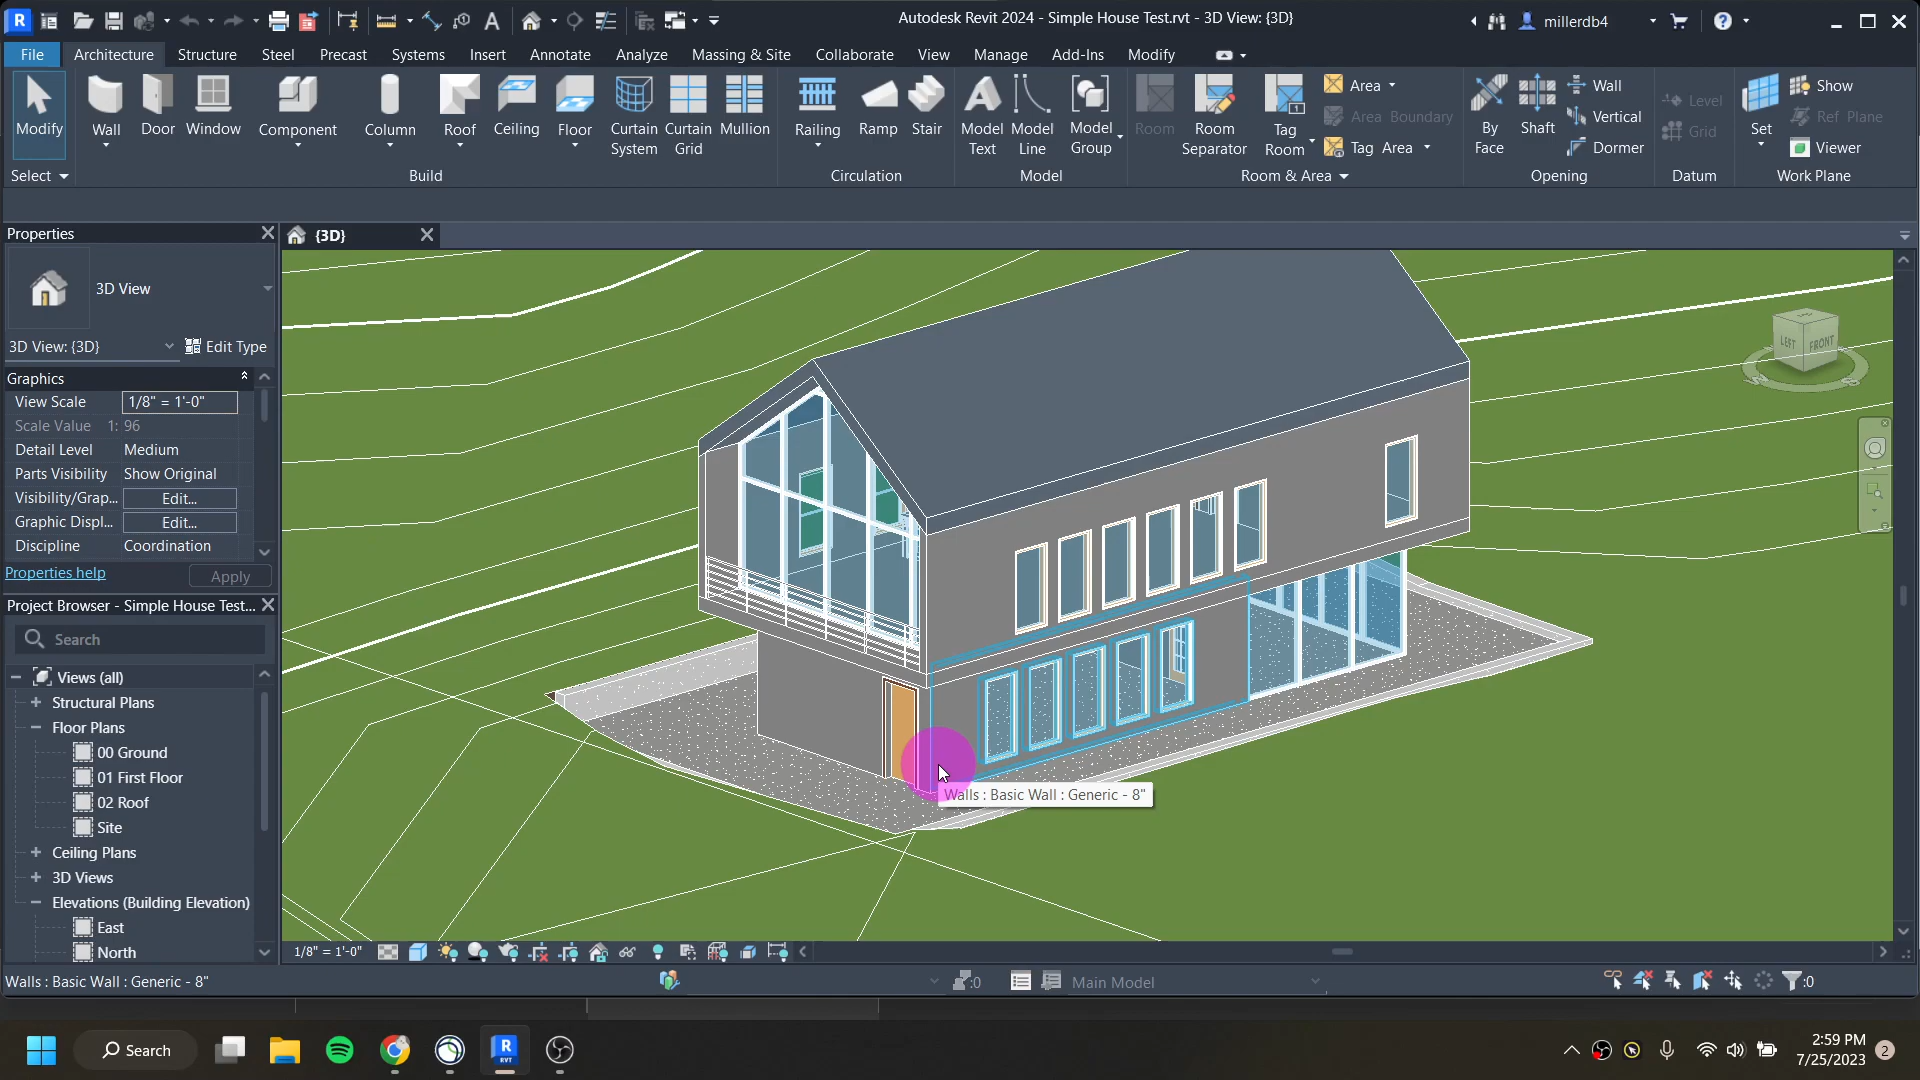 R Autodesk Revit 2024 - Simple House Test.rvt - 3D View: {3D} millerdb4
File Architecture Structure Steel Precast Systems Insert Annotate Analyze Massing & Site Collaborate View Manage Add-Ins Modify
Modify Wall Door Window Component Column Roof Ceiling Floor Curtain System Curtain Grid Mullion Railing Ramp Stair Model Text Model Line Model Group Room Room Separator Tag Room By Face Shaft Set
Area Wall Level Show
Area Boundary Vertical Grid Ref Plane
Tag Area Dormer Viewer
Select Build Circulation Model Room & Area Opening Datum Work Plane
Properties
{3D}
3D View
3D View: {3D} Edit Type
Graphics
View Scale 1/8" = 1'-0"
Scale Value 1: 96
Detail Level Medium
Parts Visibility Show Original
Visibility/Grap... Edit...
Graphic Displ... Edit...
Discipline Coordination
Properties help Apply
Project Browser - Simple House Test...
Search
Views (all)
Structural Plans
Floor Plans
00 Ground
01 First Floor
02 Roof
Site
Ceiling Plans
3D Views
Elevations (Building Elevation)
East
North
LEFT FRONT
Walls : Basic Wall : Generic - 8"
1/8" = 1'-0"
Walls : Basic Wall : Generic - 8" :0 Main Model :0
Search
R
RVT
2:59 PM
7/25/2023
2